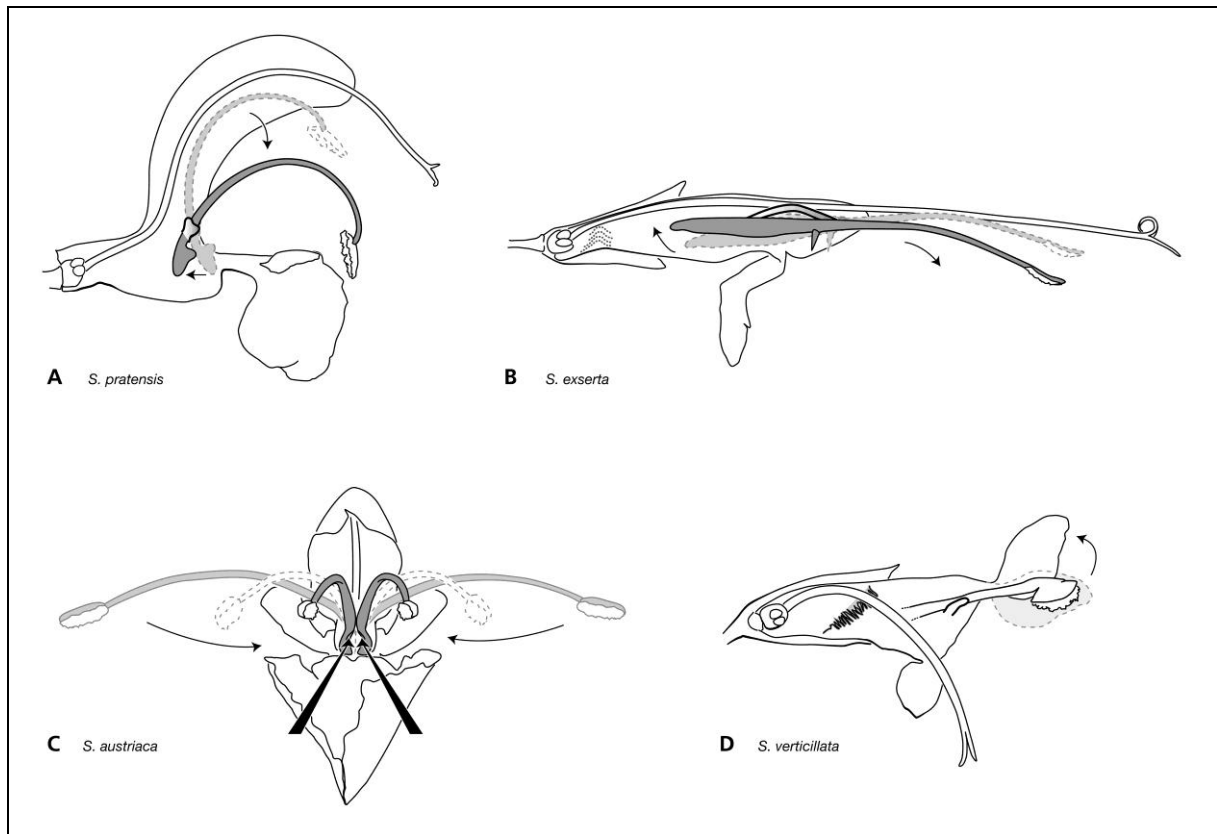 A S. pratensis
B S. exserta
C S. austriaca
D S. verticillata